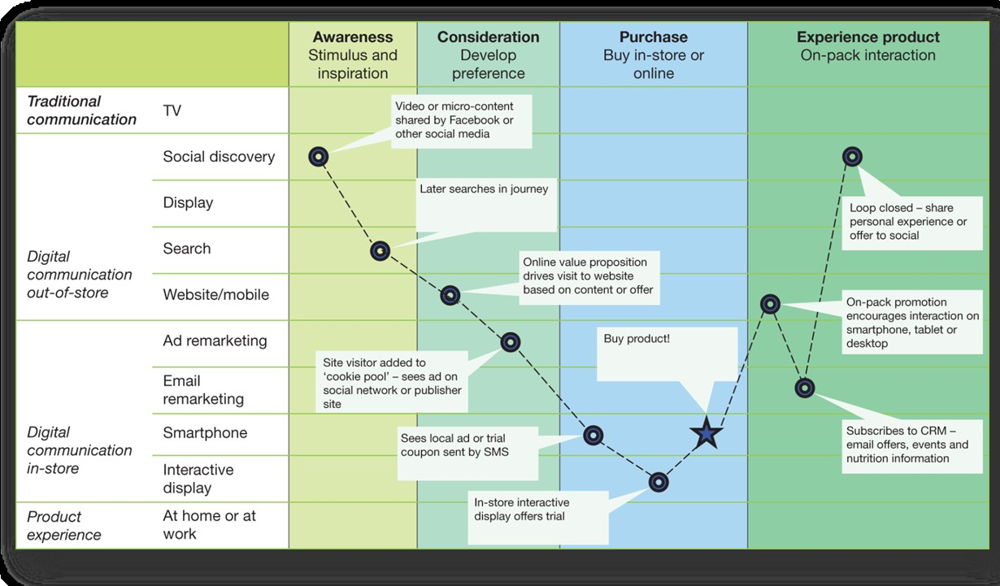 Awareness
Stimulus and
inspiration
Consideration
Develop
preference
Purchase
Buy in-store or
online
Experience product
On-pack interaction
Traditional
communication
TV
Video or micro-content
shared by Facebook or
other social media
Social discovery
Display
Later searches in journey
Loop closed – share
personal experience or
offer to social
Digital
communication
out-of-store
Search
Website/mobile
Online value proposition
drives visit to website
based on content or offer
On-pack promotion
encourages interaction on
smartphone, tablet or
desktop
Ad remarketing
Buy product!
Site visitor added to
‘cookie pool’ – sees ad on
social network or publisher
site
Email
remarketing
Digital
communication
in-store
Smartphone
Sees local ad or trial
coupon sent by SMS
Subscribes to CRM –
email offers, events and
nutrition information
Interactive
display
In-store interactive
display offers trial
Product
experience
At home or at
work